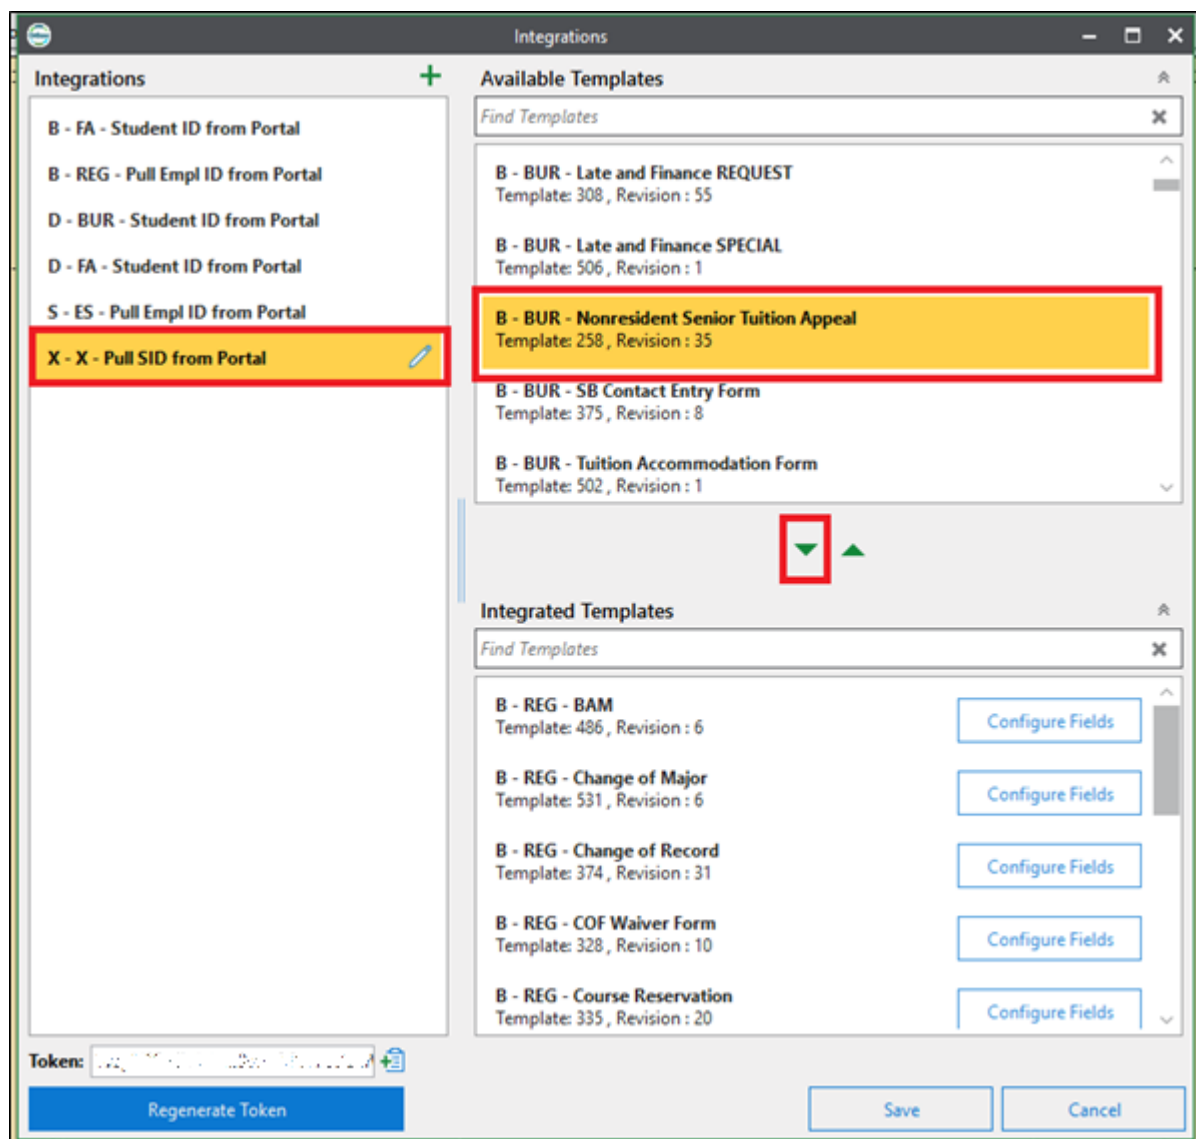 Integrations
Integrations
B - FA - Student ID from Portal
B - REG - Pull Empl ID from Portal
D - BUR - Student ID from Portal
D - FA - Student ID from Portal
S - ES - Pull Empl ID from Portal
X - X - Pull SID from Portal
Available Templates
Find Templates
B - BUR - Late and Finance REQUEST
Template: 308 , Revision : 55
B - BUR - Late and Finance SPECIAL
Template: 506 , Revision : 1
B - BUR - Nonresident Senior Tuition Appeal
Template: 258 , Revision : 35
B - BUR - SB Contact Entry Form
Template: 375 , Revision : 8
B - BUR - Tuition Accommodation Form
Template: 502 , Revision : 1
Integrated Templates
Find Templates
B - REG - BAM
Template: 486 , Revision : 6
Configure Fields
B - REG - Change of Major
Template: 531 , Revision : 6
Configure Fields
B - REG - Change of Record
Template: 374 , Revision : 31
Configure Fields
B - REG - COF Waiver Form
Template: 328 , Revision : 10
Configure Fields
B - REG - Course Reservation
Template: 335 , Revision : 20
Configure Fields
Token:
Regenerate Token
Save
Cancel